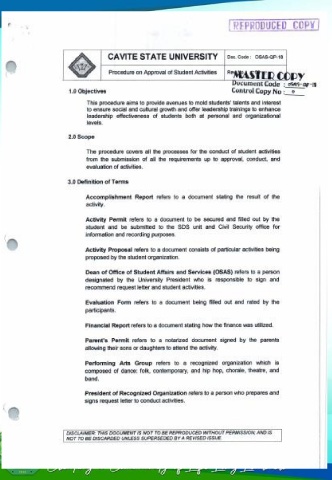 REPRODUCED COPY
CAVITE STATE UNIVERSITY
Doc. Code : OSAS-QP-18
Procedure on Approval of Student Activities
MASTER COPY
Document Code : OSAS-QP-18
Control Copy No : 0
1.0 Objectives
This procedure aims to provide avenues to mold students' talents and interest
to ensure social and cultural growth and offer leadership trainings to enhance
leadership effectiveness of students both at personal and organizational
levels.
2.0 Scope
The procedure covers all the processes for the conduct of student activities
from the submission of all the requirements up to approval, conduct, and
evaluation of activities.
3.0 Definition of Terms
Accomplishment Report refers to a document stating the result of the
activity.
Activity Permit refers to a document to be secured and filled out by the
student and be submitted to the SDS unit and Civil Security office for
information and recording purposes.
Activity Proposal refers to a document consists of particular activities being
proposed by the student organization.
Dean of Office of Student Affairs and Services (OSAS) refers to a person
designated by the University President who is responsible to sign and
recommend request letter and student activities.
Evaluation Form refers to a document being filled out and rated by the
participants.
Financial Report refers to a document stating how the finance was utilized.
Parent's Permit refers to a notarized document signed by the parents
allowing their sons or daughters to attend the activity.
Performing Arts Group refers to a recognized organization which is
composed of dance: folk, contemporary, and hip hop, chorale, theatre, and
band.
President of Recognized Organization refers to a person who prepares and
signs request letter to conduct activities.
DISCLAIMER: THIS DOCUMENT IS NOT TO BE REPRODUCED WITHOUT PERMISSION; AND IS
NOT TO BE DISCARDED UNLESS SUPERSEDED BY A REVISED ISSUE